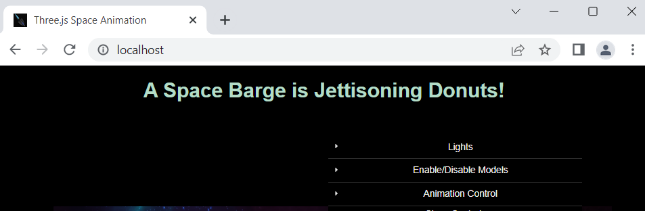 Three.js Space Animation
localhost
A Space Barge is Jettisoning Donuts!
Lights
Enable/Disable Models
Animation Control